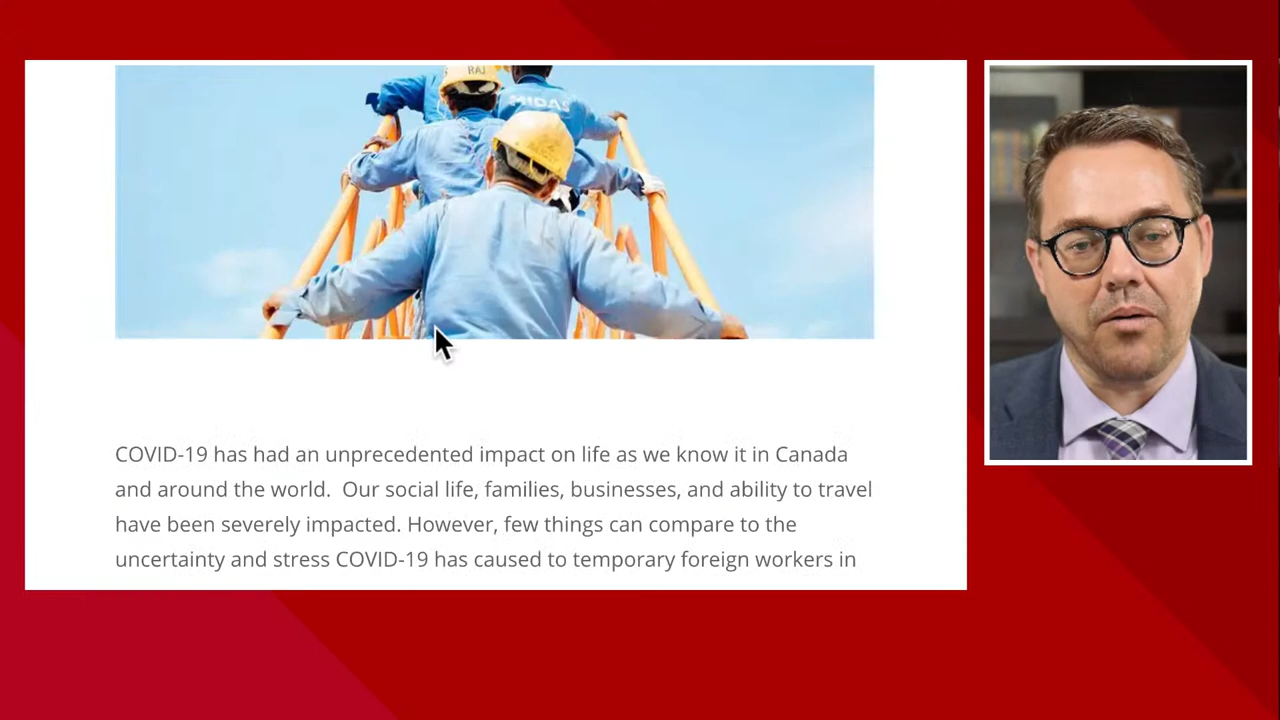 RAJ
MIDAS
COVID-19 has had an unprecedented impact on life as we know it in Canada
and around the world.  Our social life, families, businesses, and ability to travel
have been severely impacted. However, few things can compare to the
uncertainty and stress COVID-19 has caused to temporary foreign workers in